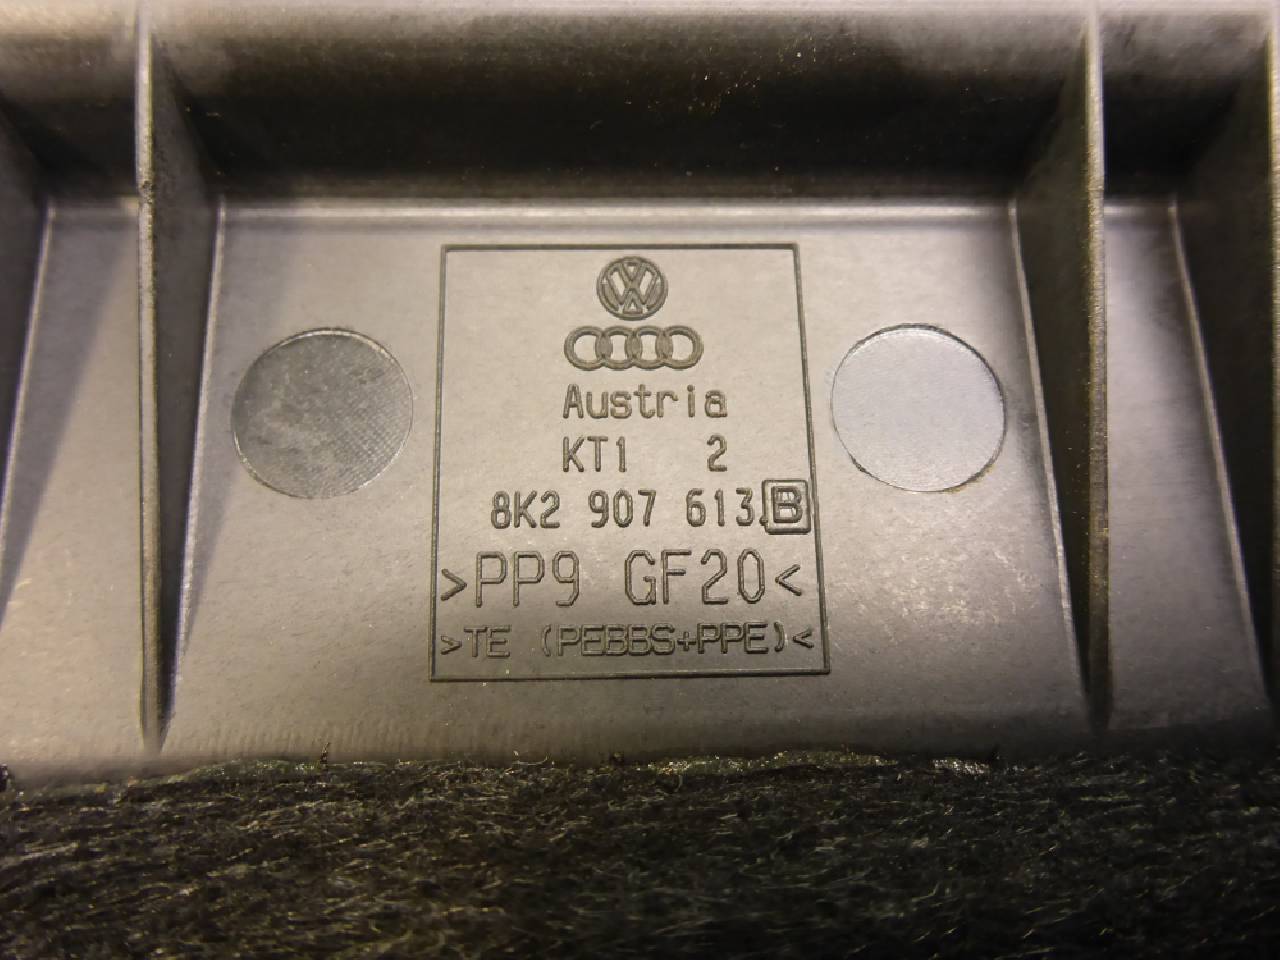 Austria
KT1 2
8K2 907 613 B
>PP9 GF20<
>TE (PEBBS+PPE)<